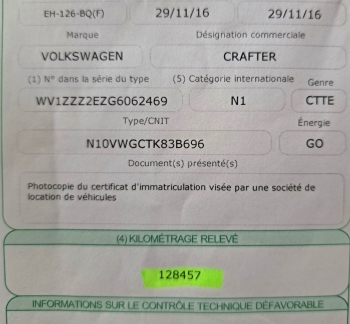 EH-126-BQ(F) 29/11/16 29/11/16
Marque Désignation commerciale
VOLKSWAGEN CRAFTER
(1) N° dans la série du type (5) Catégorie internationale Genre
WV1ZZZ2EZG6062469 N1 CTTE
Type/CNIT Énergie
N10VWGCTK83B696 GO
Document(s) présenté(s)
Photocopie du certificat d'immatriculation visée par une société de
location de véhicules
(4) KILOMÉTRAGE RELEVÉ
128457
INFORMATIONS SUR LE CONTRÔLE TECHNIQUE DÉFAVORABLE